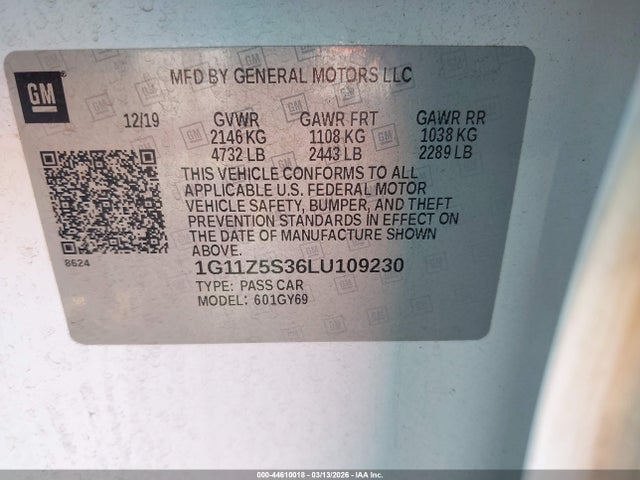 GM
MFD BY GENERAL MOTORS LLC
12/19 GVWR GAWR FRT GAWR RR
2146 KG 1108 KG 1038 KG
4732 LB 2443 LB 2289 LB
THIS VEHICLE CONFORMS TO ALL
APPLICABLE U.S. FEDERAL MOTOR
VEHICLE SAFETY, BUMPER, AND THEFT
PREVENTION STANDARDS IN EFFECT ON
THE DATE OF MANUFACTURE SHOWN
ABOVE.
8624
1G11Z5S36LU109230
TYPE: PASS CAR
MODEL: 601GY69
000-44610018 - 03/13/2026 - IAA Inc.